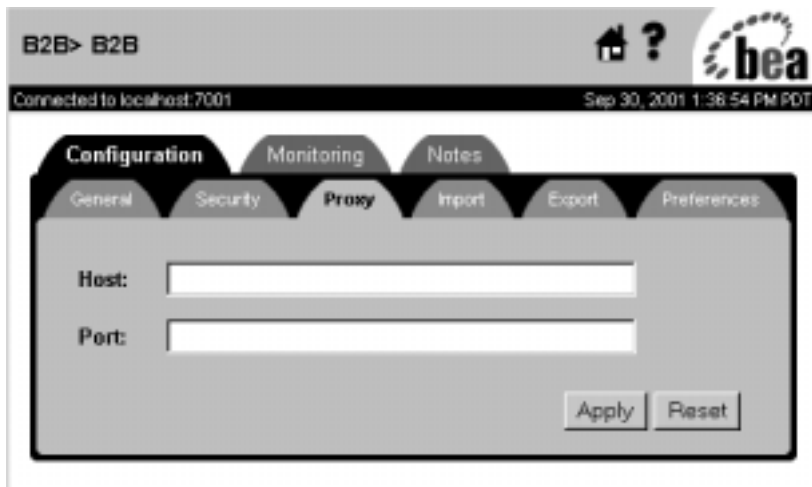 B2B> B2B
?
bea
Connected to localhost:7001
Sep 30, 2001 1:36:54 PM PDT
Configuration
Monitoring
Notes
General
Security
Proxy
Import
Export
Preferences
Host:
Port:
Apply
Reset